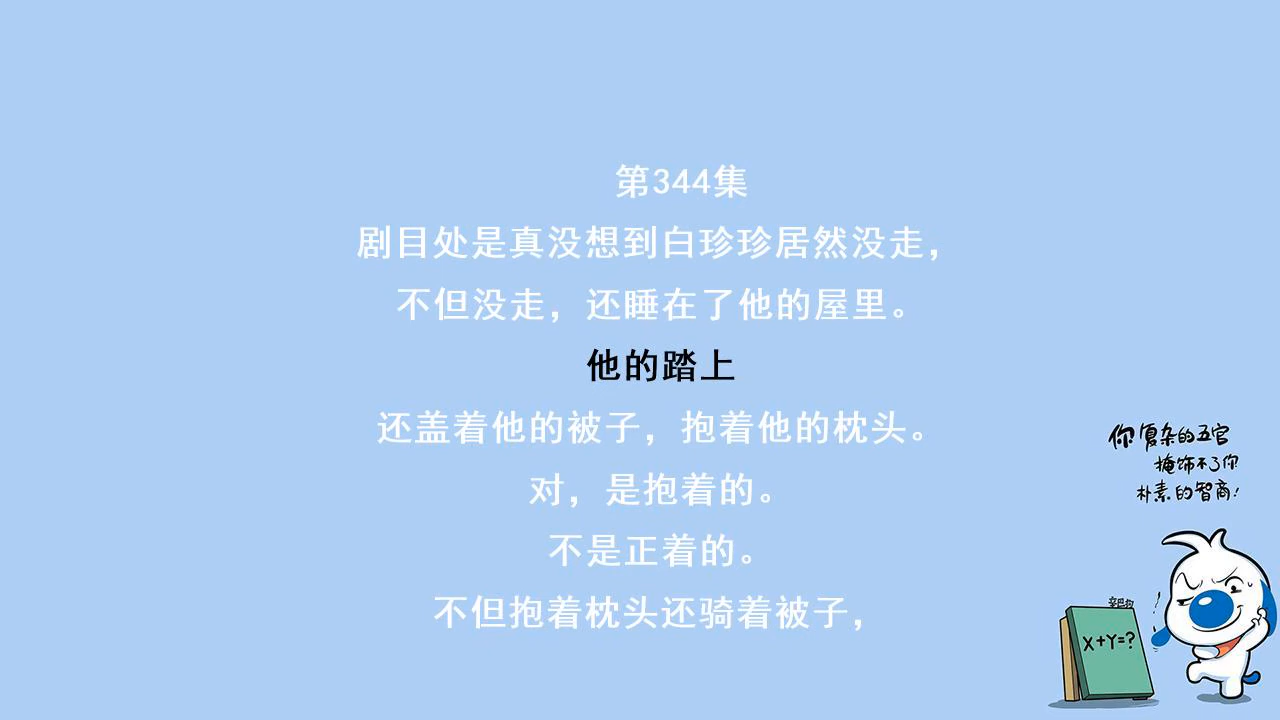 第344集
剧目处是真没想到白珍珍居然没走，
不但没走，还睡在了他的屋里。
他的踏上
还盖着他的被子，抱着他的枕头。
对，是抱着的。
不是正着的。
不但抱着枕头还骑着被子，
你复杂的五官
掩饰不了你
朴素的智商！
X+Y=?